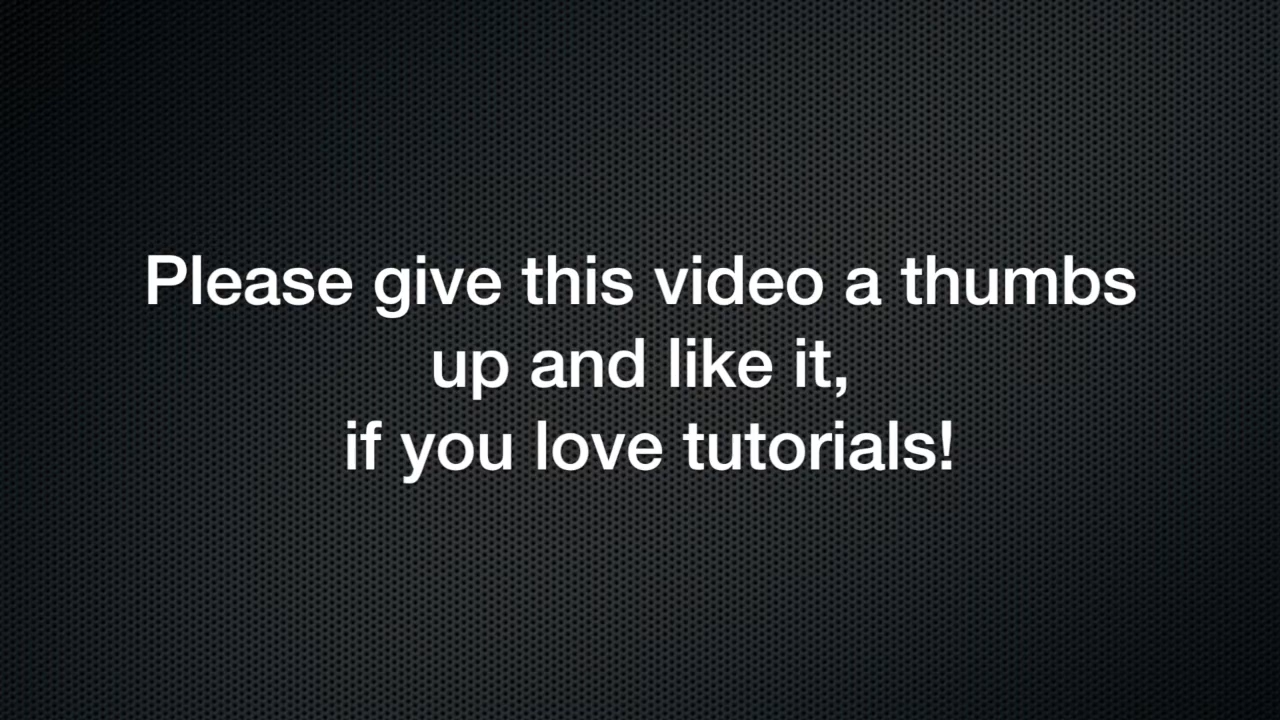 Please give this video a thumbs
up and like it,
if you love tutorials!